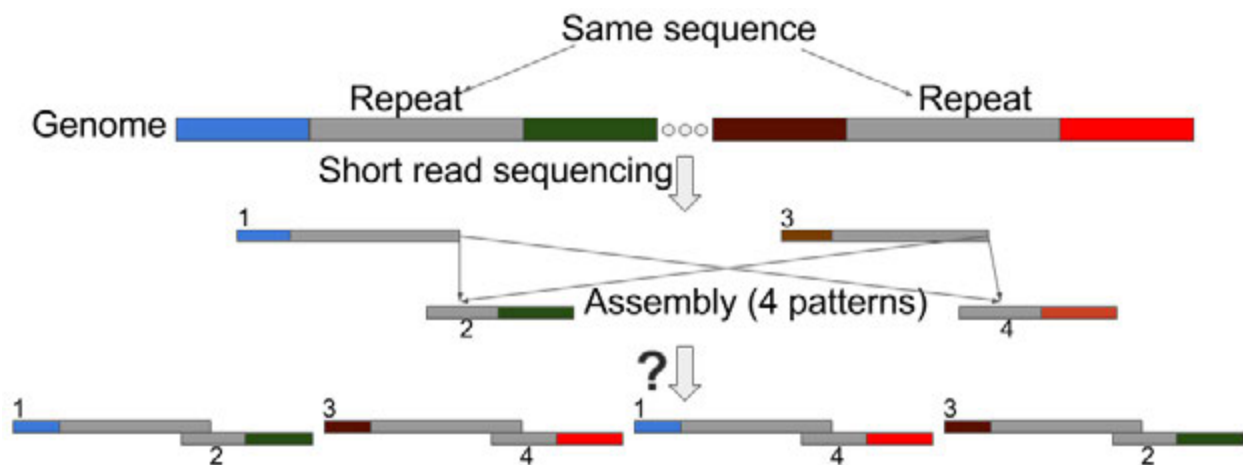 Same sequence
Repeat Repeat
Genome
Short read sequencing
1 3
Assembly (4 patterns)
2 4
?
1 3 1 3
2 4 4 2